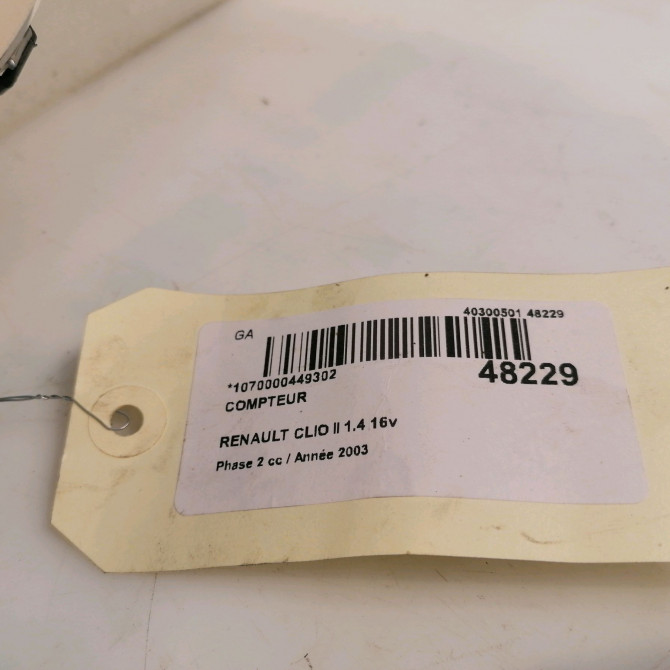 GA
40300501 48229
*1070000449302
48229
COMPTEUR
RENAULT CLIO II 1.4 16v
Phase 2 cc / Année 2003